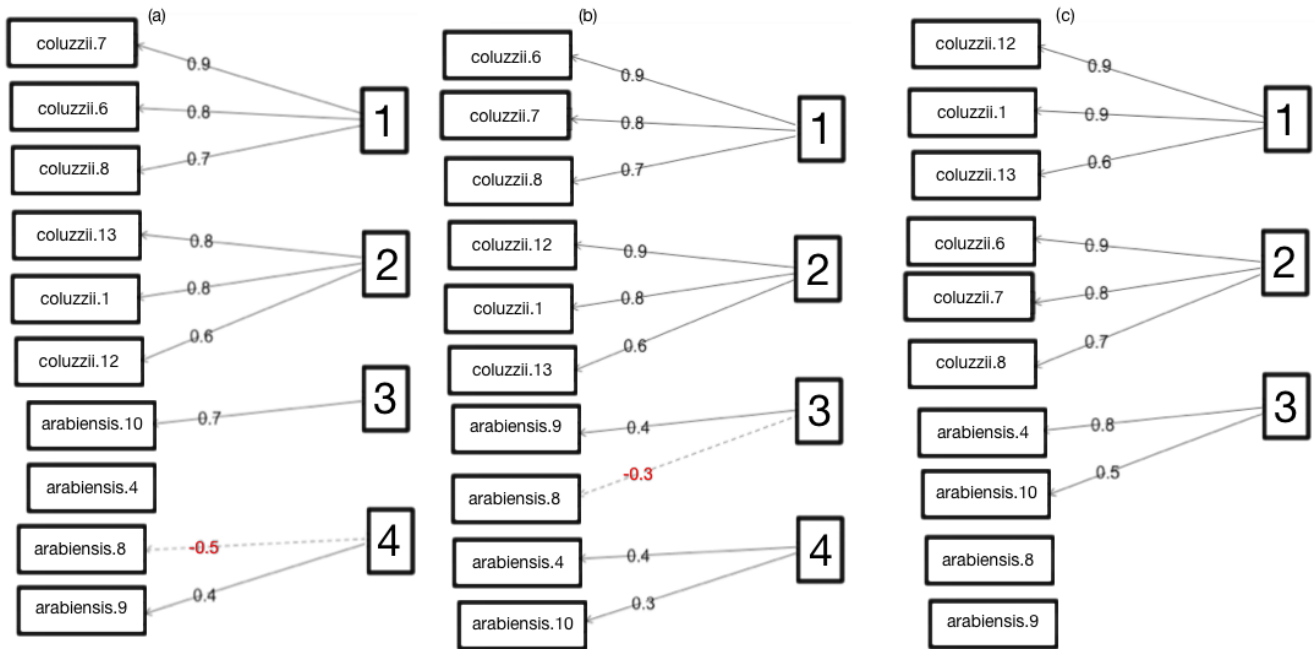 (a)
coluzzii.7
0.9
coluzzii.6
0.8
1
coluzzii.8
0.7
coluzzii.13
0.8
2
coluzzii.1
0.8
coluzzii.12
0.6
arabiensis.10
0.7
3
arabiensis.4
arabiensis.8
-0.5
4
arabiensis.9
0.4
(b)
coluzzii.6
0.9
coluzzii.7
0.8
1
coluzzii.8
0.7
coluzzii.12
0.9
2
coluzzii.1
0.8
coluzzii.13
0.6
arabiensis.9
0.4
3
arabiensis.8
-0.3
arabiensis.4
0.4
4
arabiensis.10
0.3
(c)
coluzzii.12
0.9
coluzzii.1
0.9
1
coluzzii.13
0.6
coluzzii.6
0.9
2
coluzzii.7
0.8
coluzzii.8
0.7
arabiensis.4
0.8
3
arabiensis.10
0.5
arabiensis.8
arabiensis.9